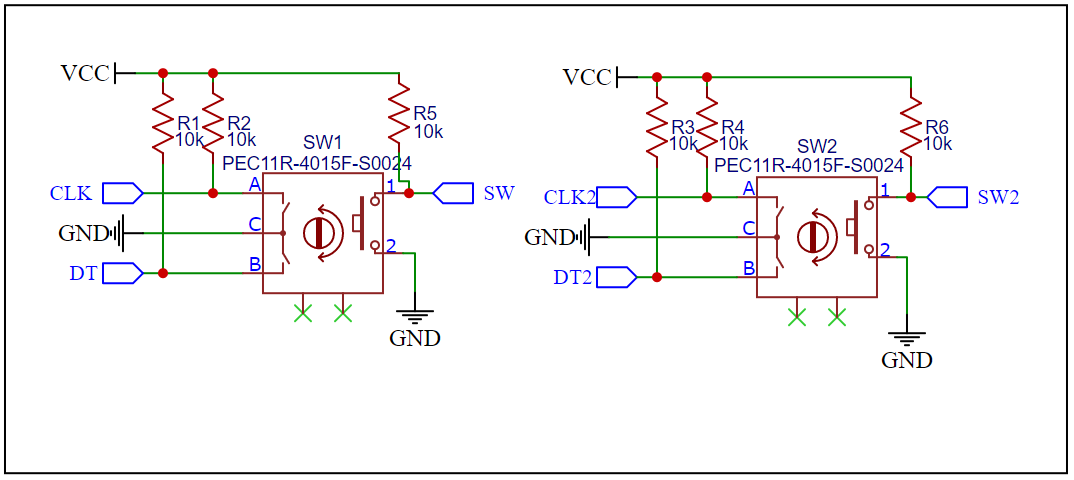 VCC
R1
10k
R2
10k
R5
10k
SW1
PEC11R-4015F-S0024
CLK
A
1
SW
GND
C
2
DT
B
GND
VCC
R3
10k
R4
10k
R6
10k
SW2
PEC11R-4015F-S0024
CLK2
A
1
SW2
GND
C
2
DT2
B
GND